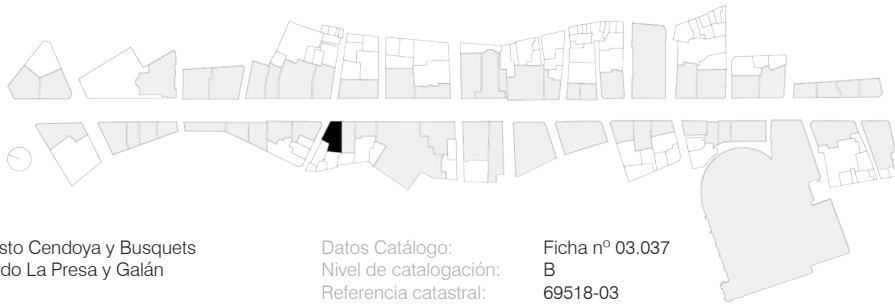 sto Cendoya y Busquets
do La Presa y Galán
Datos Catálogo: Ficha nº 03.037
Nivel de catalogación: B
Referencia catastral: 69518-03